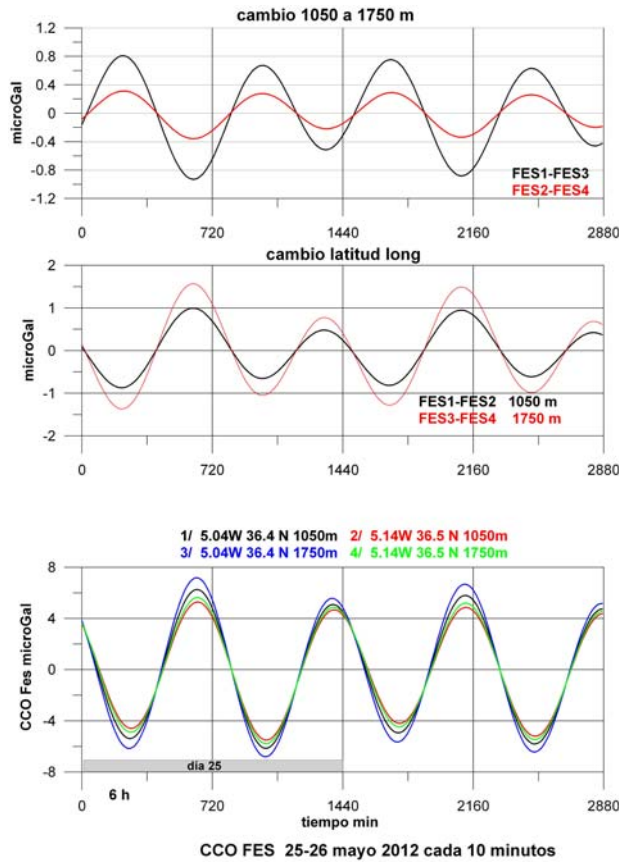 cambio 1050 a 1750 m
1.2
0.8
0.4
0
-0.4
-0.8
-1.2
microGal
FES1-FES3
FES2-FES4
0 720 1440 2160 2880
cambio latitud long
2
1
0
-1
-2
microGal
FES1-FES2 1050 m
FES3-FES4 1750 m
0 720 1440 2160 2880
1/ 5.04W 36.4 N 1050m 2/ 5.14W 36.5 N 1050m
3/ 5.04W 36.4 N 1750m 4/ 5.14W 36.5 N 1750m
8
4
0
-4
-8
CCO Fes microGal
dia 25
6 h
0 720 1440 2160 2880
tiempo min
CCO FES 25-26 mayo 2012 cada 10 minutos